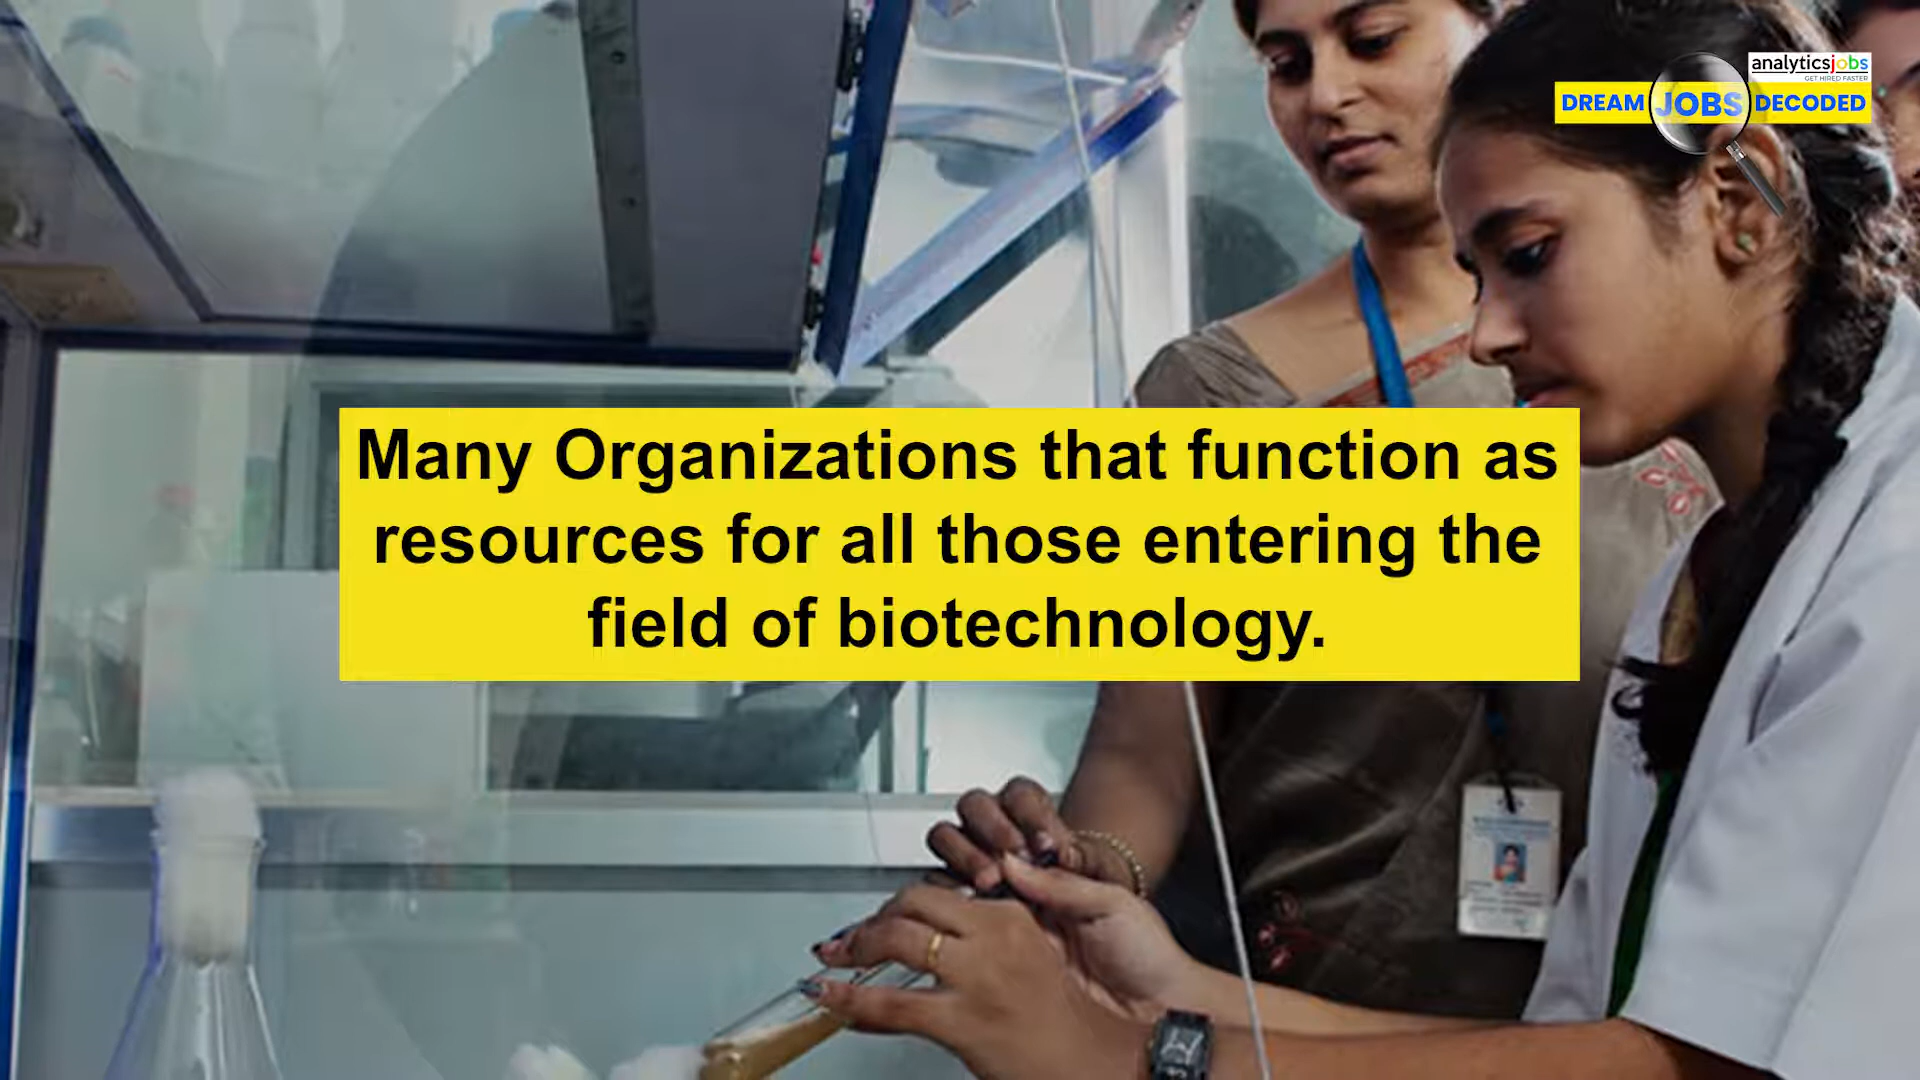 analyticsjobs
GET HIRED FASTER
DREAM JOBS DECODED
Many Organizations that function as
resources for all those entering the
field of biotechnology.